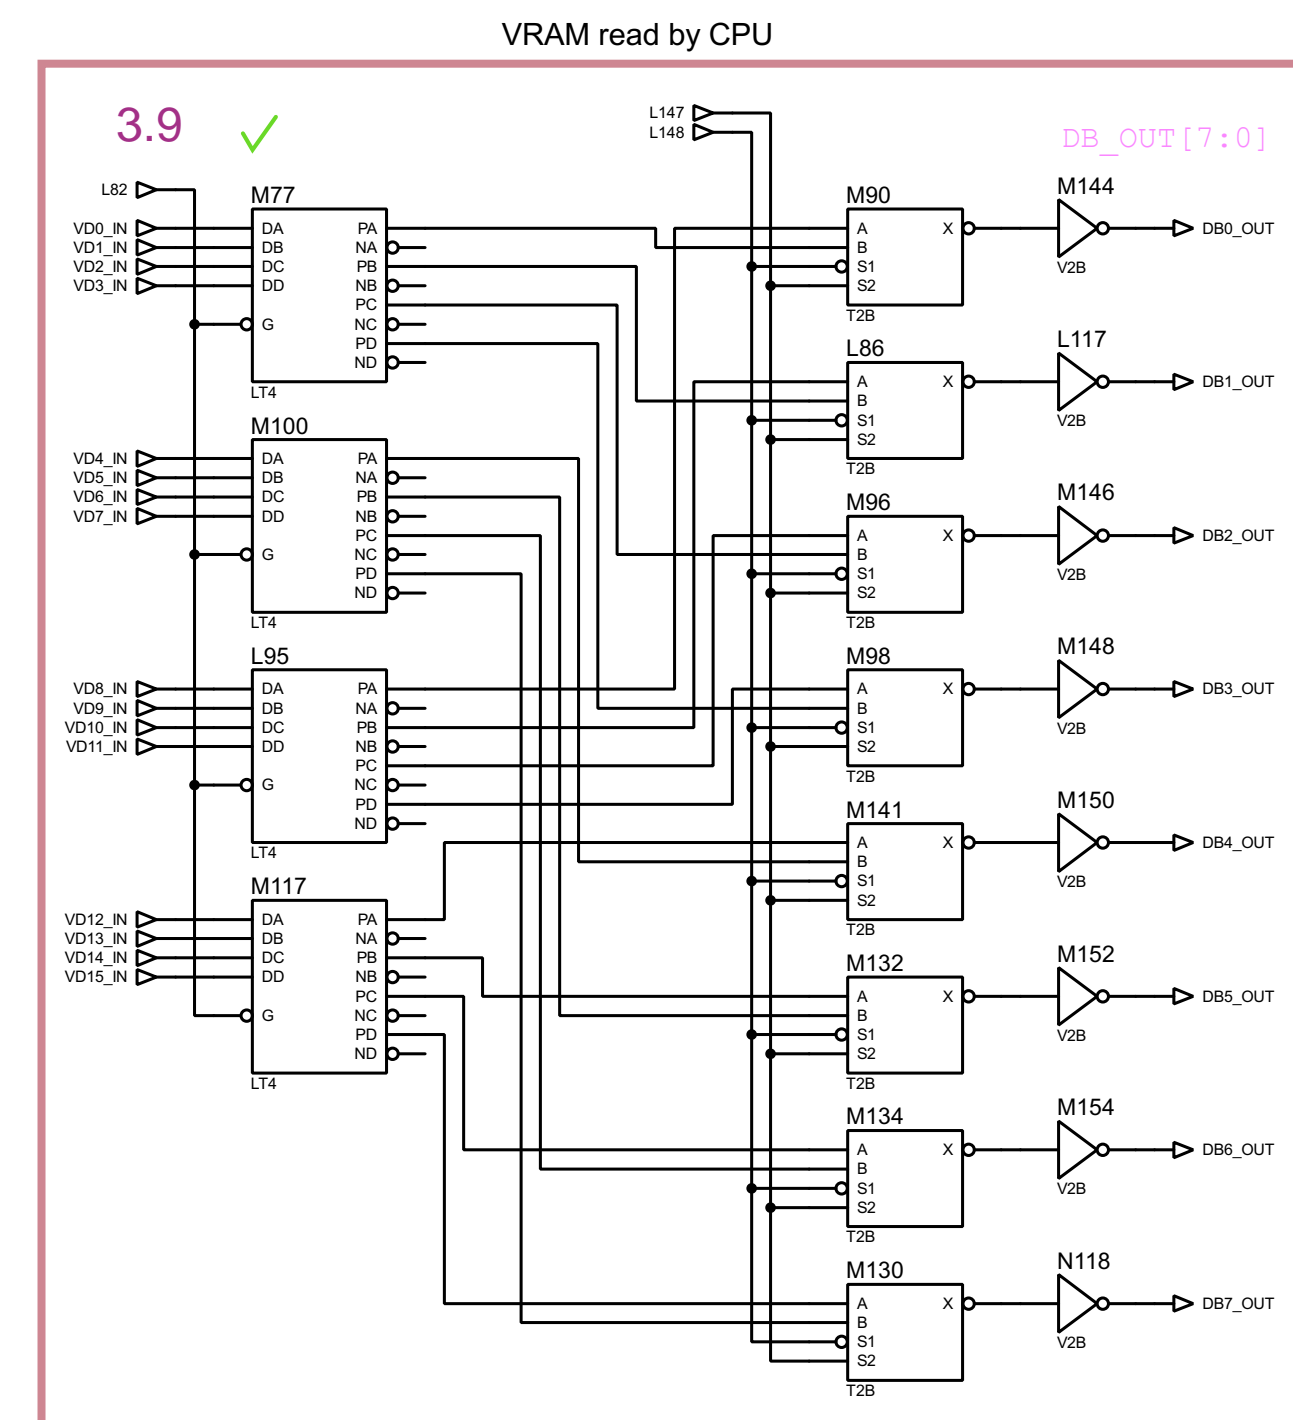 VRAM read by CPU
3.9
DB_OUT[7:0]
L147
L148
L82
VD0_IN
VD1_IN
VD2_IN
VD3_IN
M77
DA
DB
DC
DD
G
PA
NA
PB
NB
PC
NC
PD
ND
LT4
VD4_IN
VD5_IN
VD6_IN
VD7_IN
M100
DA
DB
DC
DD
G
PA
NA
PB
NB
PC
NC
PD
ND
LT4
VD8_IN
VD9_IN
VD10_IN
VD11_IN
L95
DA
DB
DC
DD
G
PA
NA
PB
NB
PC
NC
PD
ND
LT4
VD12_IN
VD13_IN
VD14_IN
VD15_IN
M117
DA
DB
DC
DD
G
PA
NA
PB
NB
PC
NC
PD
ND
LT4
M90
A
B
S1
S2
X
T2B
M144
V2B
DB0_OUT
L86
A
B
S1
S2
X
T2B
L117
V2B
DB1_OUT
M96
A
B
S1
S2
X
T2B
M146
V2B
DB2_OUT
M98
A
B
S1
S2
X
T2B
M148
V2B
DB3_OUT
M141
A
B
S1
S2
X
T2B
M150
V2B
DB4_OUT
M132
A
B
S1
S2
X
T2B
M152
V2B
DB5_OUT
M134
A
B
S1
S2
X
T2B
M154
V2B
DB6_OUT
M130
A
B
S1
S2
X
T2B
N118
V2B
DB7_OUT